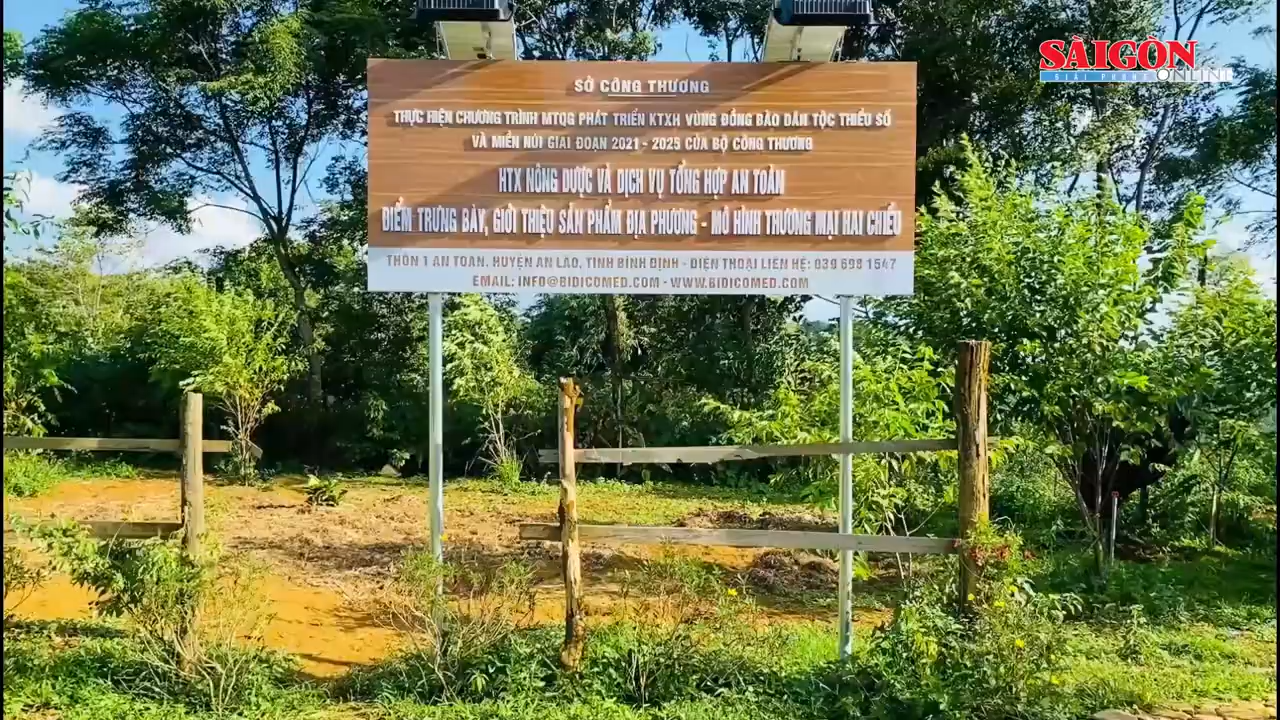 SÀIGÒN
GIẢI PHÓNG ONLINE
SỞ CÔNG THƯƠNG
THỰC HIỆN CHƯƠNG TRÌNH MTQG PHÁT TRIỂN KTXH VÙNG ĐỒNG BÀO DÂN TỘC THIỂU SỐ
VÀ MIỀN NÚI GIAI ĐOẠN 2021 - 2025 CỦA BỘ CÔNG THƯƠNG
HTX NÔNG DƯỢC VÀ DỊCH VỤ TỔNG HỢP AN TOÀN
ĐIỂM TRƯNG BÀY, GIỚI THIỆU SẢN PHẨM ĐỊA PHƯƠNG - MÔ HÌNH THƯƠNG MẠI HAI CHIỀU
THÔN 1 AN TOÀN, HUYỆN AN LÃO, TỈNH BÌNH ĐỊNH - ĐIỆN THOẠI LIÊN HỆ: 039 698 1547
EMAIL: INFO@BIDICOMED.COM - WWW.BIDICOMED.COM